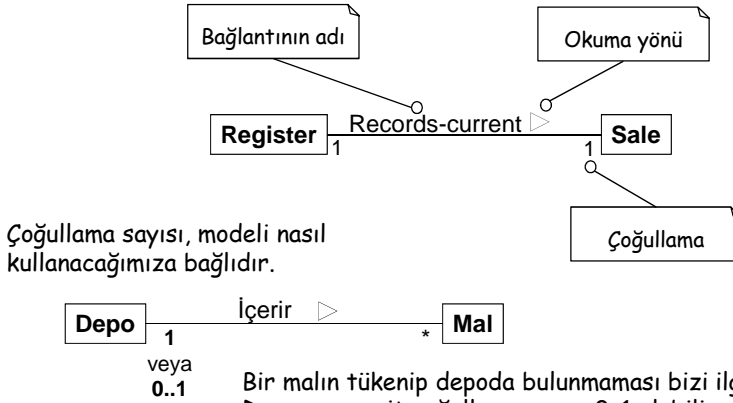 Bağlantının adı
Okuma yönü
Records-current
Register
Sale
1
1
Çoğullama
Çoğullama sayısı, modeli nasıl
kullanacağımıza bağlıdır.
İçerir
Depo
Mal
1
*
veya
0..1
Bir malın tükenip depoda bulunmaması bizi